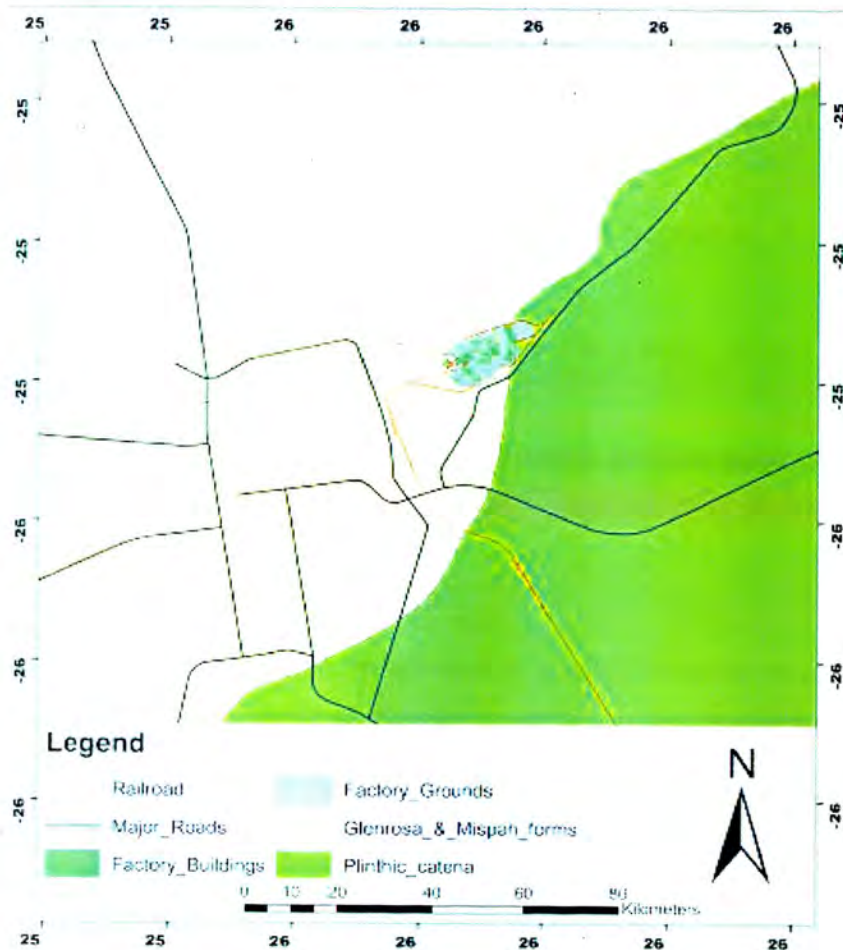 25 25 26 26 26 26 26
-25 -25
-25 -25
-25 -25
-26 -26
-26 -26
Legend
N
Railroad Factory_Grounds
Major_Roads Glenrosa_&_Mispah_forms
-26 -26
Factory_Buildings Plinthic_catena
0 10 20 40 60 80
Kilometers
25 25 26 26 26 26 26